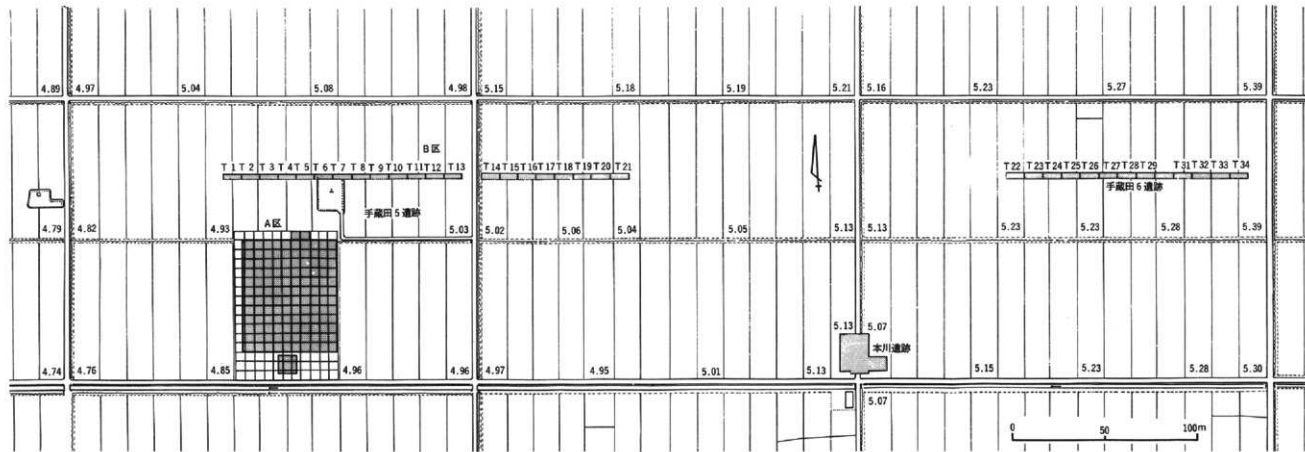 4.89 4.97 5.04 5.08 4.98 5.15 5.18 5.19 5.21 5.16 5.23 5.27 5.39
B区
T1 T2 T3 T4 T5 T6 T7 T8 T9 T10 T11 T12 T13 T14 T15 T16 T17 T18 T19 T20 T21 T22 T23 T24 T25 T26 T27 T28 T29 T31 T32 T33 T34
手蔵田6遺跡
手蔵田5遺跡
A区
4.79 4.82 4.93 5.03 5.02 5.06 5.04 5.05 5.13 5.13 5.23 5.23 5.28 5.39
5.13 5.07
本川遺跡
4.74 4.76 4.85 4.96 4.96 4.97 4.95 5.01 5.13 5.15 5.23 5.28 5.30
5.07
0 50 100m